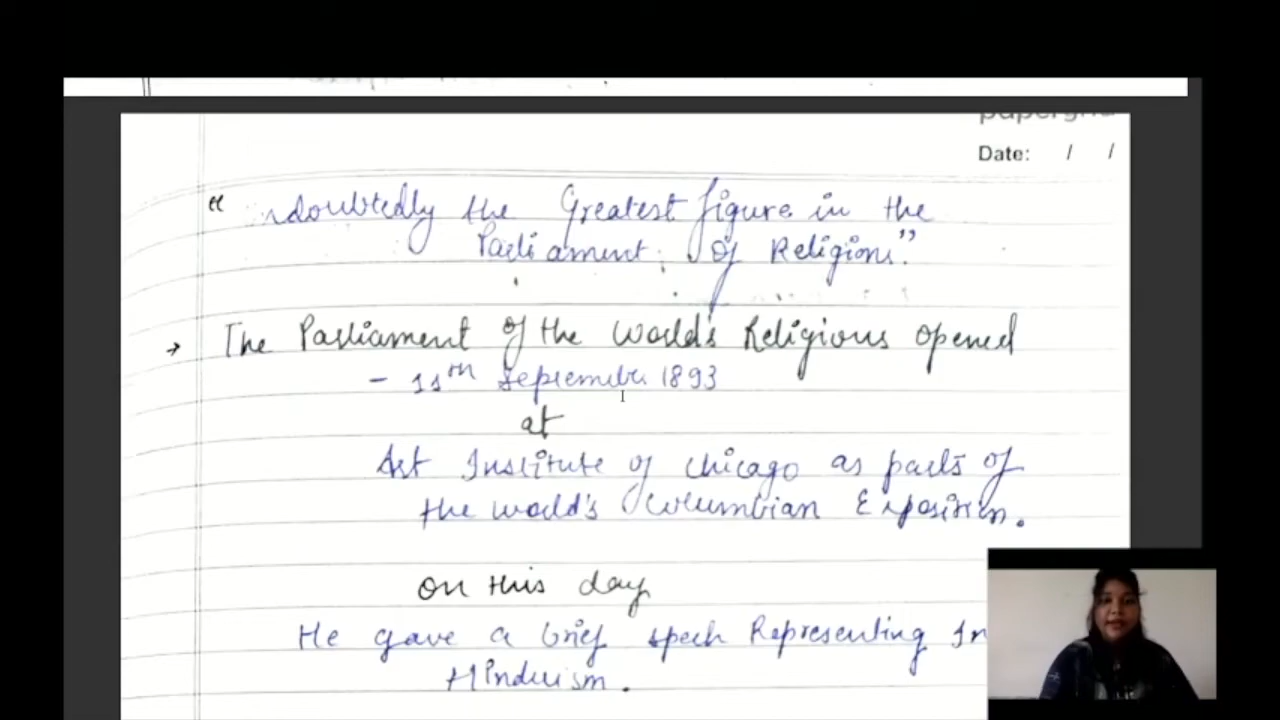 Date: / /
“ ndoubtedly the Greatest figure in the
Parliament of Religions”
→ The Parliament of the World's Religious opened
- 11th September 1893
at
Art Institute of Chicago as parts of
the world's Columbian Exposition.
on this day
He gave a brief speech Representing In
Hinduism.